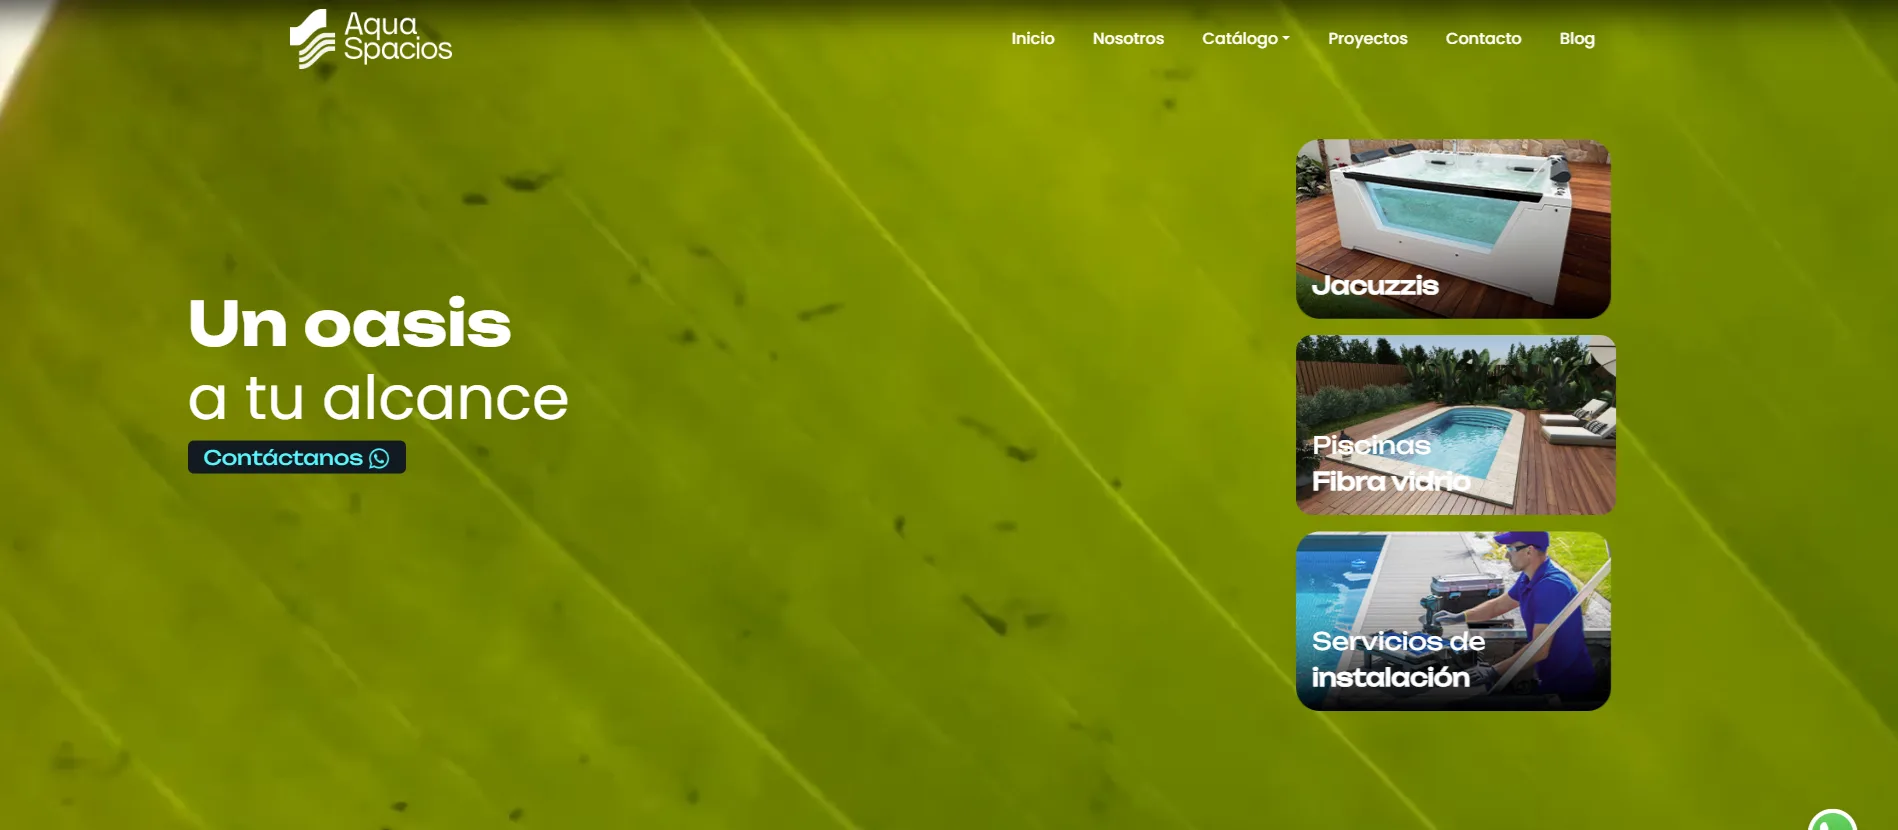 Aqua
Spacios
Inicio
Nosotros
Catálogo
Proyectos
Contacto
Blog
Un oasis
a tu alcance
Contáctanos
Jacuzzis
Piscinas
Fibra vidrio
Servicios de
instalación